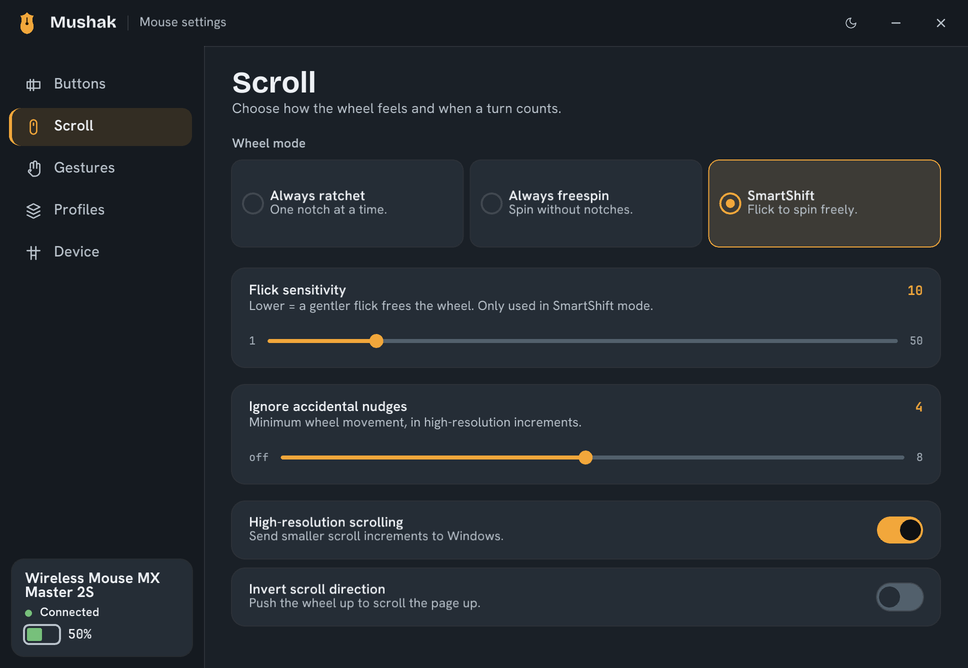 Mushak
Mouse settings
Buttons
Scroll
Gestures
Profiles
Device
Wireless Mouse MX
Master 2S
Connected
50%
Scroll
Choose how the wheel feels and when a turn counts.
Wheel mode
Always ratchet
One notch at a time.
Always freespin
Spin without notches.
SmartShift
Flick to spin freely.
Flick sensitivity
10
Lower = a gentler flick frees the wheel. Only used in SmartShift mode.
1
50
Ignore accidental nudges
4
Minimum wheel movement, in high-resolution increments.
off
8
High-resolution scrolling
Send smaller scroll increments to Windows.
Invert scroll direction
Push the wheel up to scroll the page up.